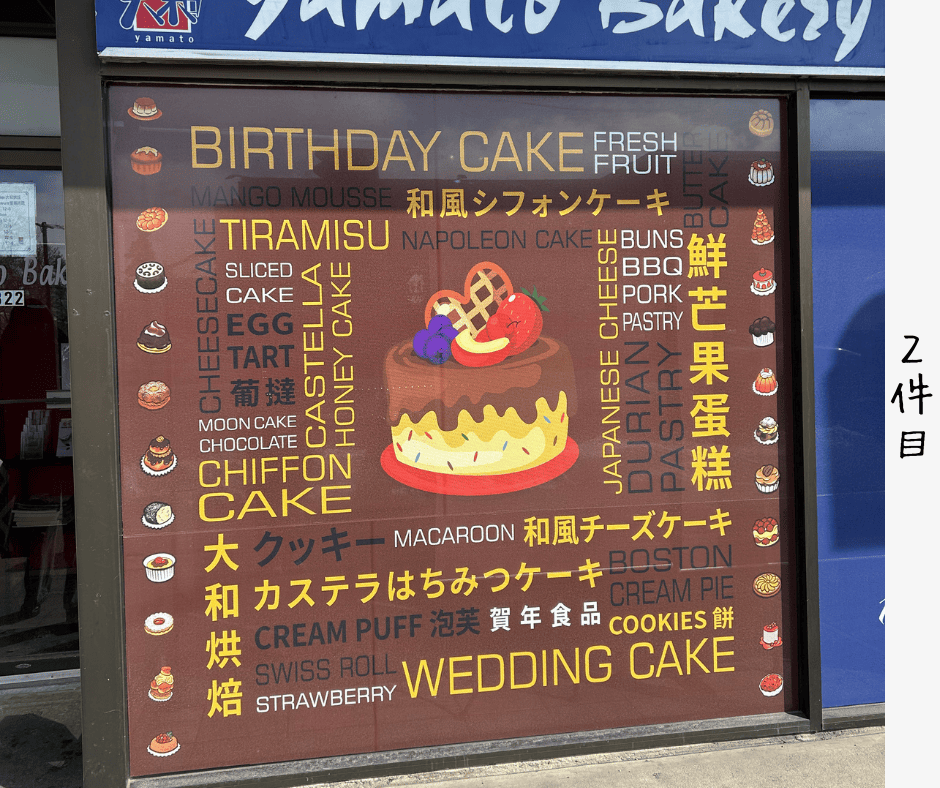 大和
yamato
Yamato Bakery
BIRTHDAY CAKE
FRESH
FRUIT
BUTTER
CAKE
MANGO MOUSSE
和風シフォンケーキ
TIRAMISU
NAPOLEON CAKE
CHEESECAKE
SLICED
CAKE
EGG
TART
葡撻
CASTELLA
HONEY CAKE
JAPANESE CHEESE
BUNS
BBQ
PORK
PASTRY
DURIAN
PASTRY
鮮芒果蛋糕
MOON CAKE
CHOCOLATE
CHIFFON
CAKE
大和烘焙
クッキー
MACAROON
和風チーズケーキ
カステラはちみつケーキ
BOSTON
CREAM PIE
CREAM PUFF 泡芙
賀年食品
COOKIES 餅
SWISS ROLL
STRAWBERRY
WEDDING CAKE
Bak
322
2
件
目